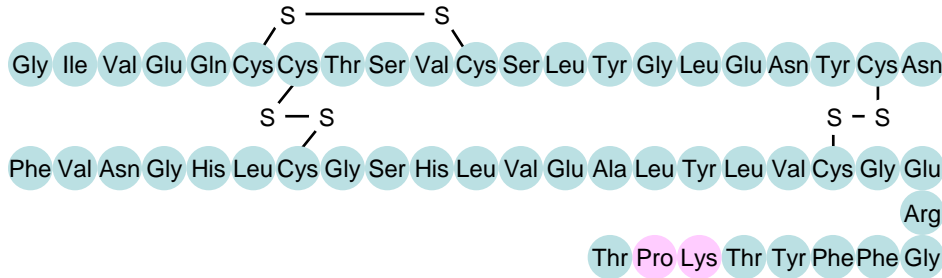 S S
Gly Ile Val Glu Gln Cys Cys Thr Ser Val Cys Ser Leu Tyr Gly Leu Glu Asn Tyr Cys Asn
S S S S
Phe Val Asn Gly His Leu Cys Gly Ser His Leu Val Glu Ala Leu Tyr Leu Val Cys Gly Glu
Arg
Thr Pro Lys Thr Tyr Phe Phe Gly